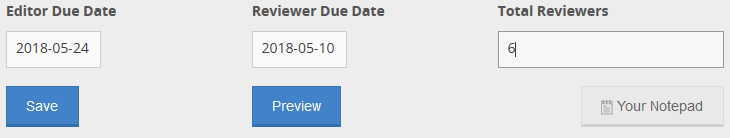 Editor Due Date Reviewer Due Date Total Reviewers
2018-05-24 2018-05-10 6
Save Preview Your Notepad